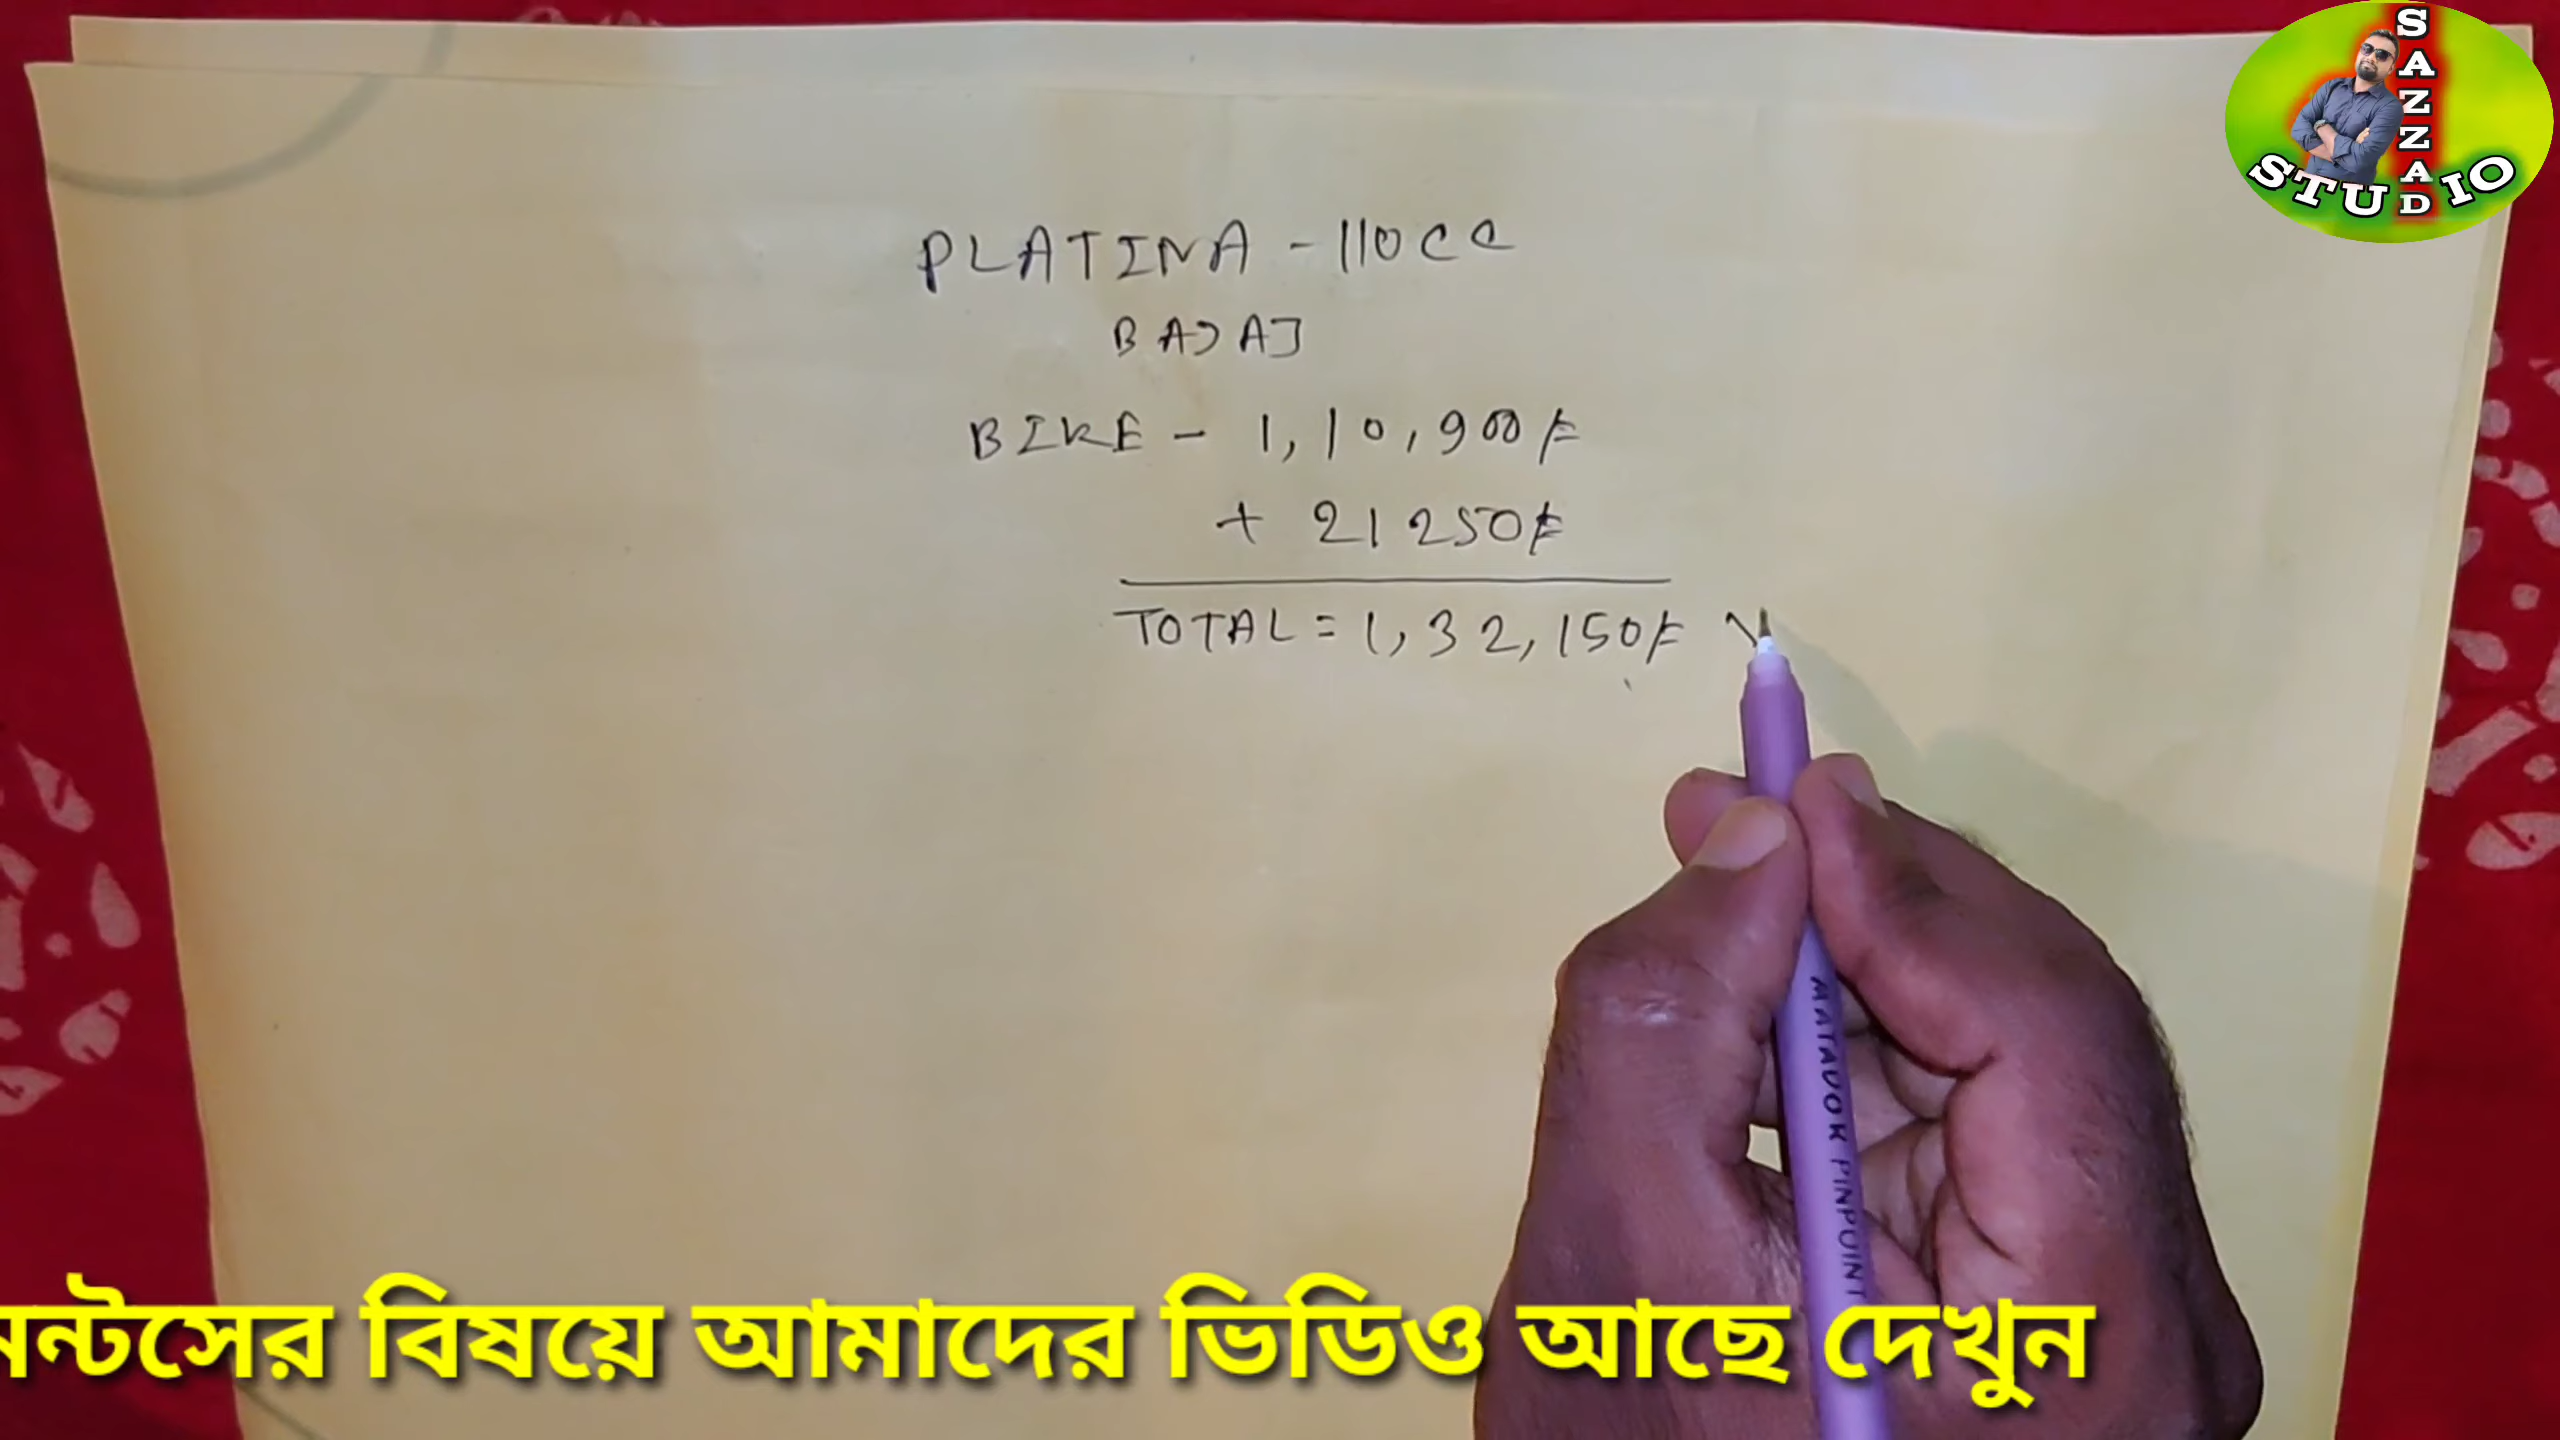 SAZZAD
STUDIO
PLATINA - 110CC
BAJAJ
BIKE - 1,10,900/=
+ 21250/=
TOTAL = 1,32,150/=
MATADOR PINPOINT
মেন্টসের বিষয়ে আমাদের ভিডিও আছে দেখুন